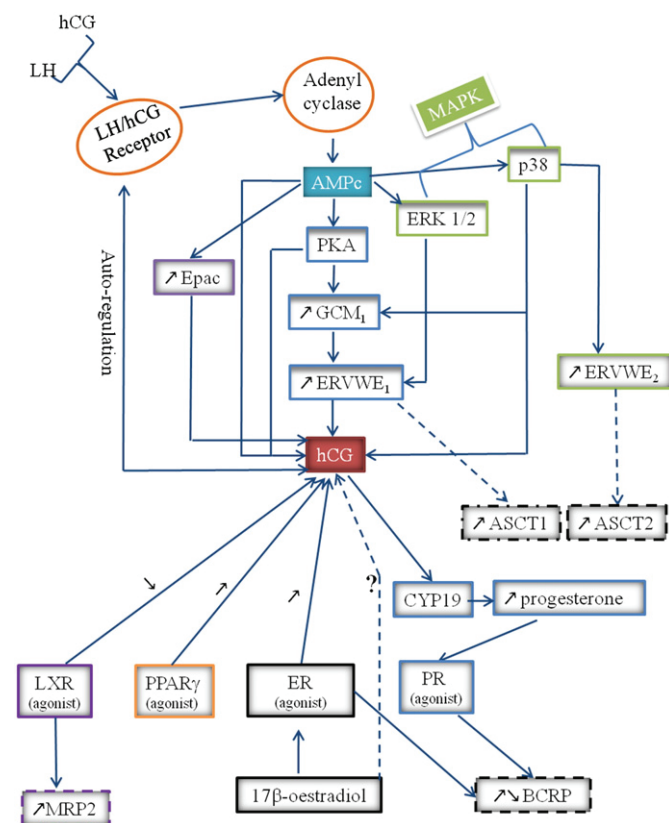 hCG
LH
LH/hCG
Receptor
Adenyl
cyclase
MAPK
AMPc
p38
ERK 1/2
PKA
↗Epac
Auto-regulation
↗ GCM₁
↗ ERVWE₁
↗ ERVWE₂
hCG
↗ ASCT1
↗ ASCT2
↘
↗
↗
?
CYP19
↗ progesterone
LXR
(agonist)
PPARγ
(agonist)
ER
(agonist)
PR
(agonist)
↗MRP2
17β-oestradiol
↗↘ BCRP